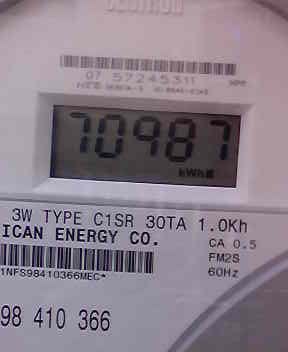 07 57245311
70987
kWh
3W TYPE C1SR 30TA 1.0Kh
ICAN ENERGY CO.
CA 0.5
FM2S
60Hz
1NFS98410366MEC*
98 410 366